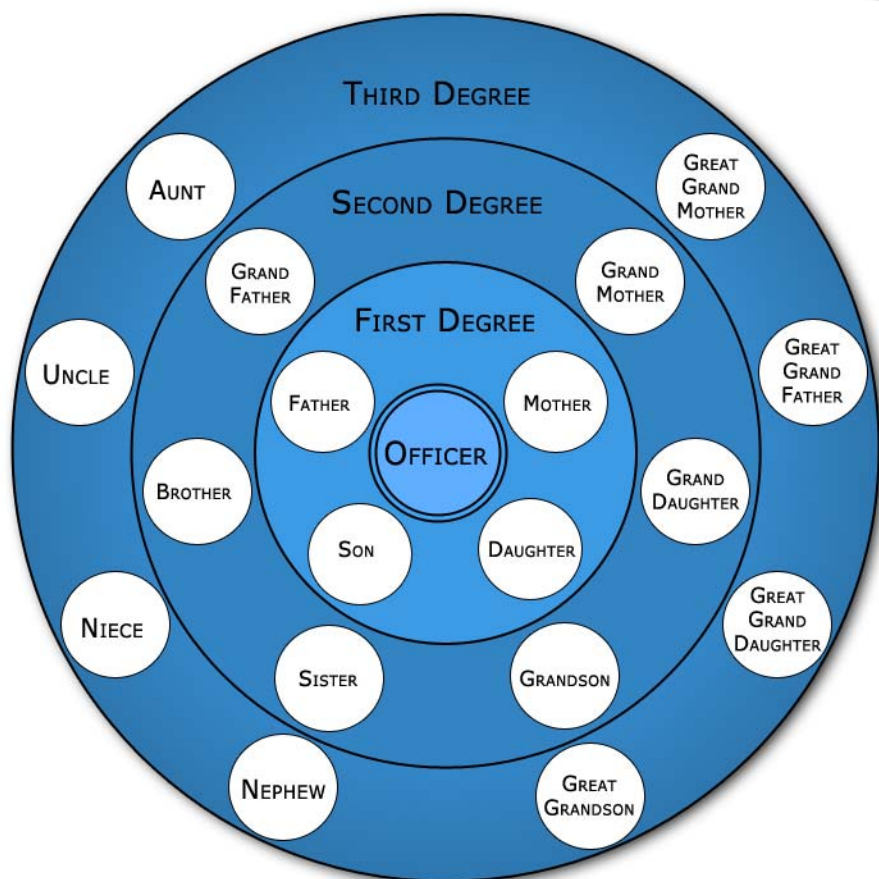 Third Degree
Aunt
Great
Grand
Mother
Second Degree
Grand
Father
Grand
Mother
First Degree
Uncle
Great
Grand
Father
Father
Mother
Officer
Brother
Grand
Daughter
Son
Daughter
Niece
Great
Grand
Daughter
Sister
Grandson
Nephew
Great
Grandson